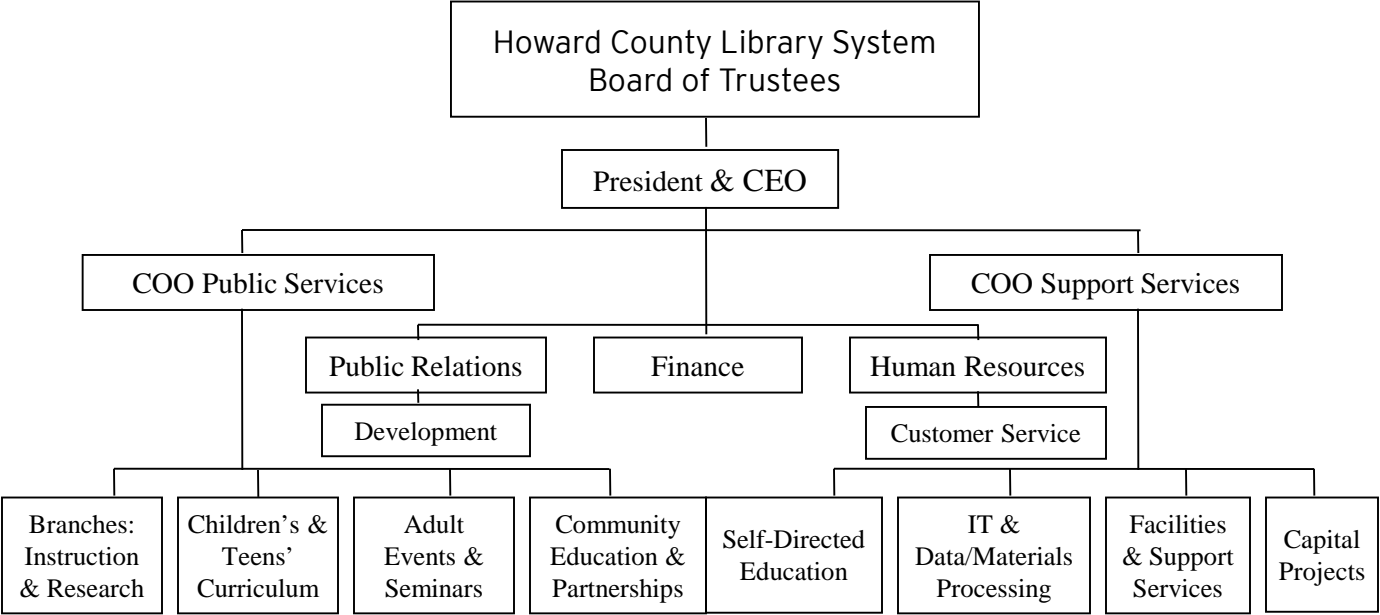 Howard County Library System
Board of Trustees
President & CEO
COO Public Services
COO Support Services
Public Relations
Finance
Human Resources
Development
Customer Service
Branches:
Instruction
& Research
Children’s &
Teens’
Curriculum
Adult
Events &
Seminars
Community
Education &
Partnerships
Self-Directed
Education
IT &
Data/Materials
Processing
Facilities
& Support
Services
Capital
Projects